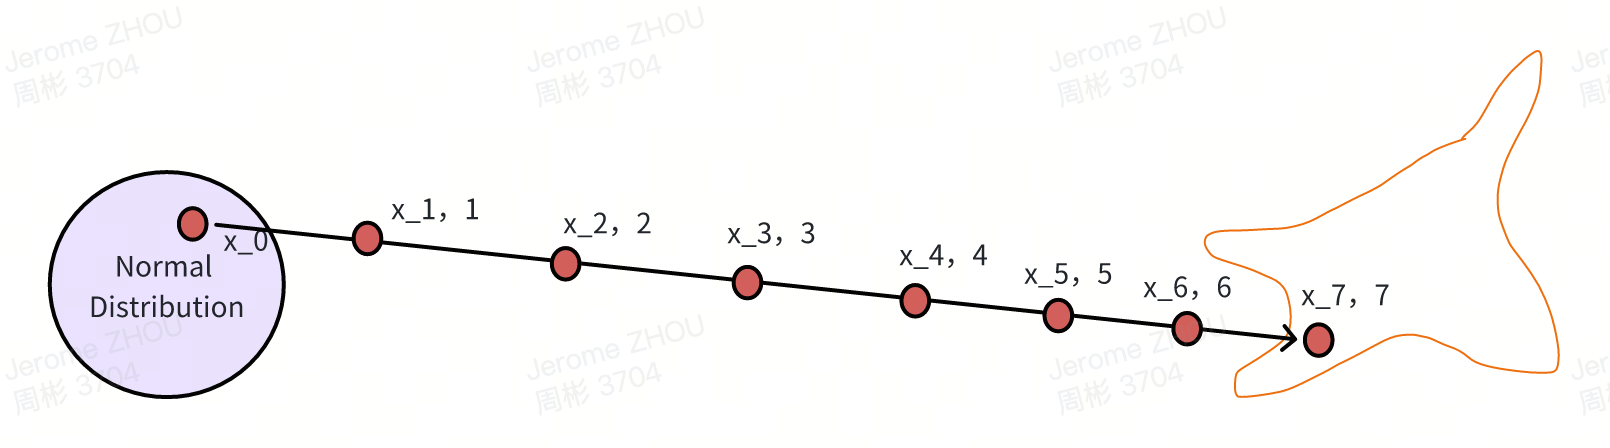 Jerome ZHOU
周彬 3704
Jerome ZHOU
周彬 3704
Jerome ZHOU
周彬 3704
x_0
Normal
Distribution
x_1, 1
x_2, 2
x_3, 3
x_4, 4
x_5, 5
x_6, 6
x_7, 7
Jerome ZHOU
周彬 3704
Jerome ZHOU
周彬 3704
Jerome ZHOU
周彬 3704